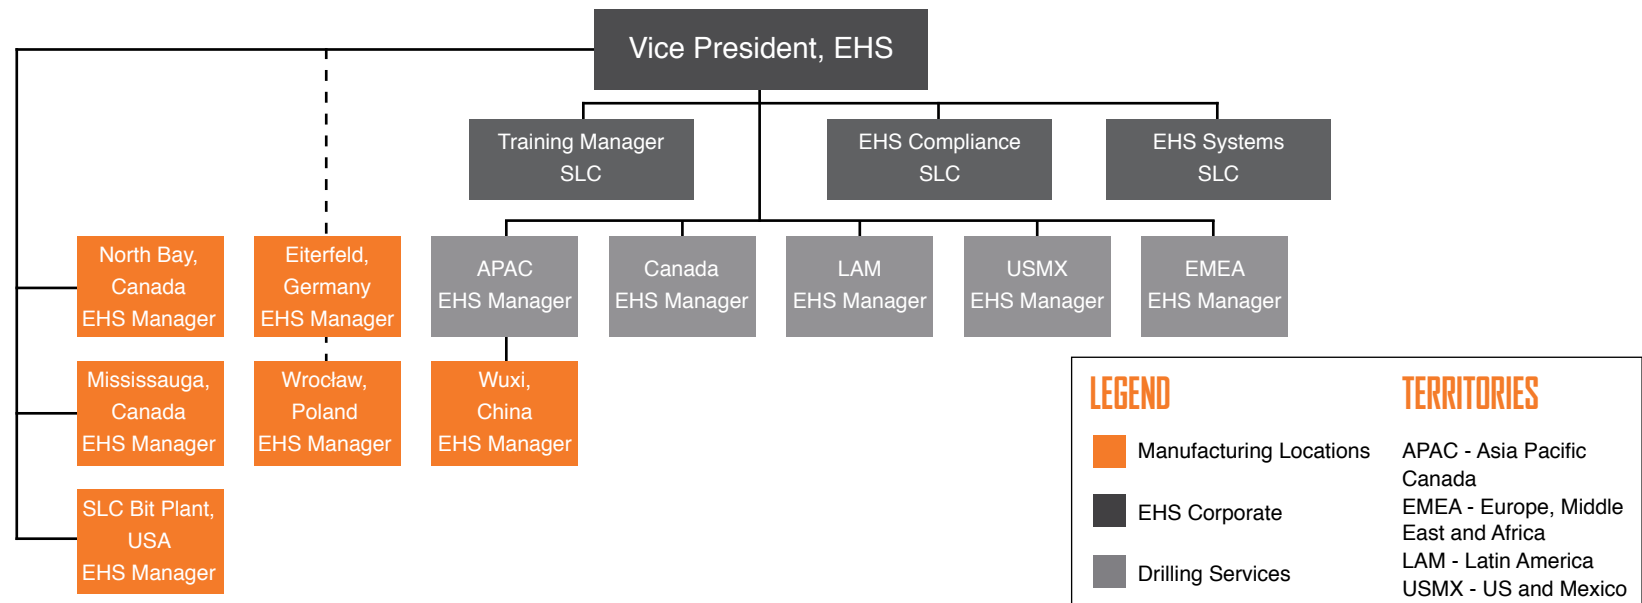 Vice President, EHS
Training Manager
SLC
EHS Compliance
SLC
EHS Systems
SLC
North Bay,
Canada
EHS Manager
Eiterfeld,
Germany
EHS Manager
APAC
EHS Manager
Canada
EHS Manager
LAM
EHS Manager
USMX
EHS Manager
EMEA
EHS Manager
Mississauga,
Canada
EHS Manager
Wrocław,
Poland
EHS Manager
Wuxi,
China
EHS Manager
SLC Bit Plant,
USA
EHS Manager
LEGEND
Manufacturing Locations
EHS Corporate
Drilling Services
TERRITORIES
APAC - Asia Pacific
Canada
EMEA - Europe, Middle
East and Africa
LAM - Latin America
USMX - US and Mexico